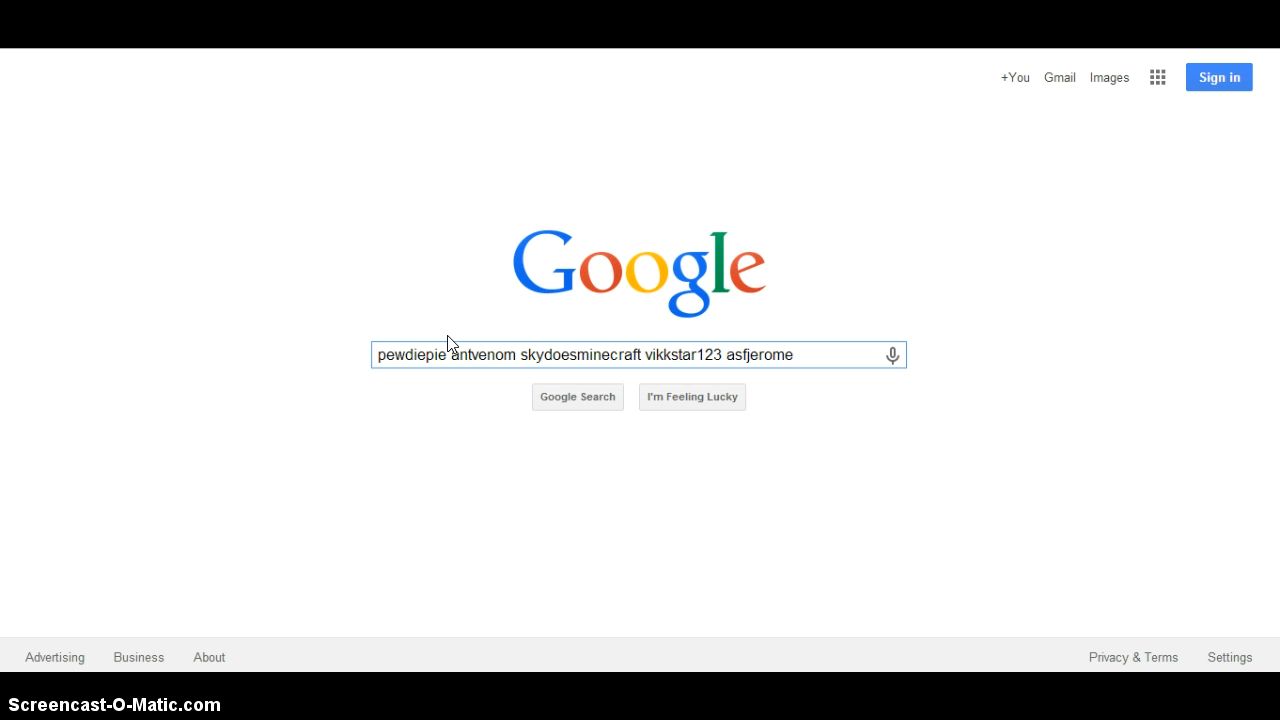 +You Gmail Images Sign in
Google
pewdiepie antvenom skydoesminecraft vikkstar123 asfjerome
Google Search I'm Feeling Lucky
Advertising Business About Privacy & Terms Settings
Screencast-O-Matic.com